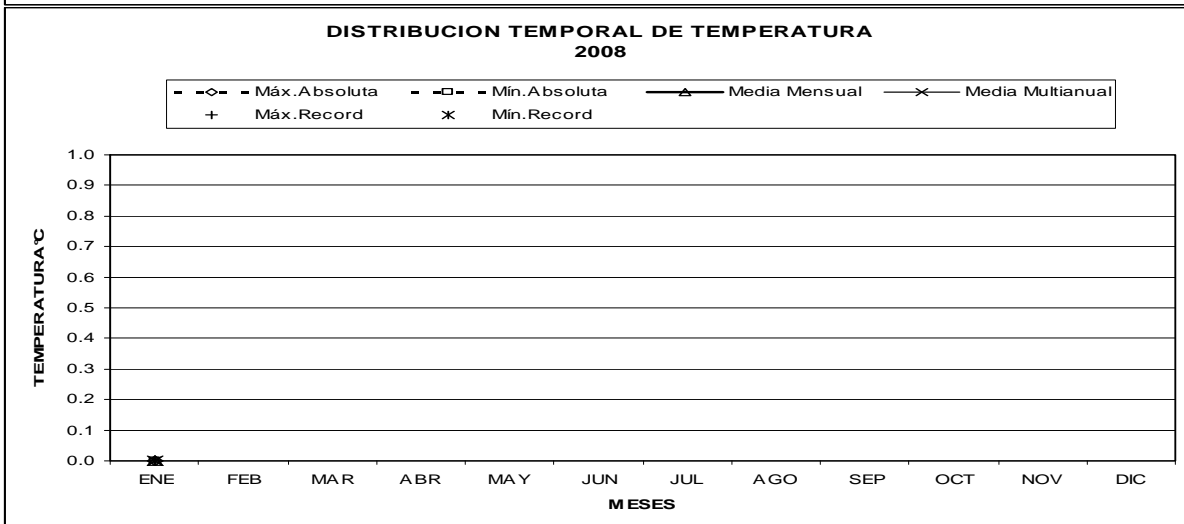 DISTRIBUCION TEMPORAL DE TEMPERATURA
2008
Máx.Absoluta Mín.Absoluta Media Mensual Media Multianual
Máx.Record Mín.Record
TEMPERATURA°C
1.0
0.9
0.8
0.7
0.6
0.5
0.4
0.3
0.2
0.1
0.0
ENE FEB MAR ABR MAY JUN JUL AGO SEP OCT NOV DIC
MESES